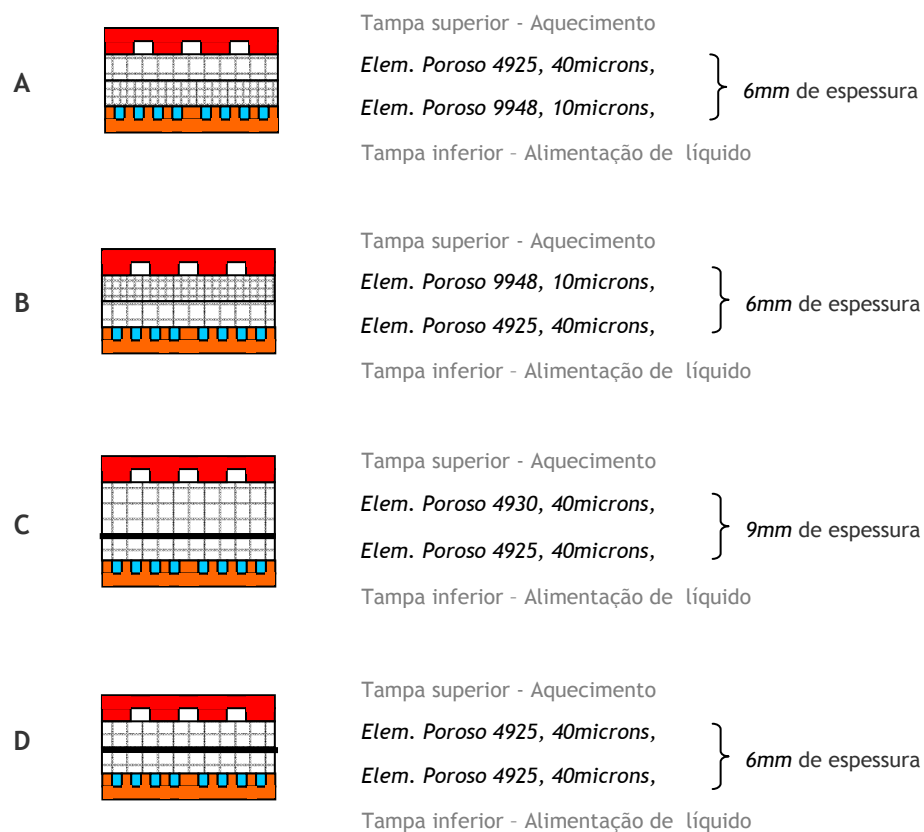 Tampa superior - Aquecimento
A
Elem. Poroso 4925, 40microns,
6mm de espessura
Elem. Poroso 9948, 10microns,
Tampa inferior – Alimentação de líquido
Tampa superior - Aquecimento
B
Elem. Poroso 9948, 10microns,
6mm de espessura
Elem. Poroso 4925, 40microns,
Tampa inferior – Alimentação de líquido
Tampa superior - Aquecimento
C
Elem. Poroso 4930, 40microns,
9mm de espessura
Elem. Poroso 4925, 40microns,
Tampa inferior – Alimentação de líquido
Tampa superior - Aquecimento
D
Elem. Poroso 4925, 40microns,
6mm de espessura
Elem. Poroso 4925, 40microns,
Tampa inferior – Alimentação de líquido